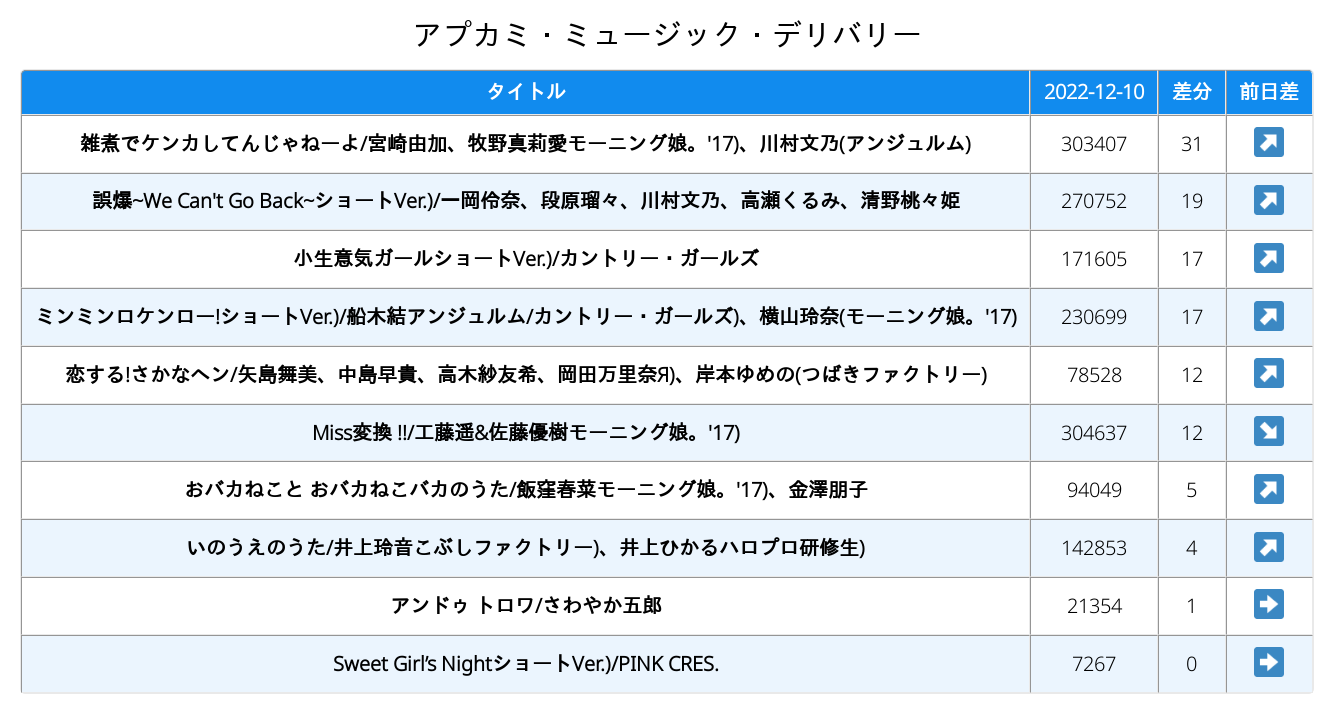 アプカミ・ミュージック・デリバリー
タイトル 2022-12-10 差分 前日差
雑煮でケンカしてんじゃねーよ/宮崎由加、牧野真莉愛モーニング娘。'17)、川村文乃(アンジュルム) 303407 31
誤爆~We Can't Go Back~ショートVer.)/一岡伶奈、段原瑠々、川村文乃、高瀬くるみ、清野桃々姫 270752 19
小生意気ガールショートVer.)/カントリー・ガールズ 171605 17
ミンミンロケンロー!ショートVer.)/船木結アンジュルム/カントリー・ガールズ)、横山玲奈(モーニング娘。'17) 230699 17
恋する!さかなヘン/矢島舞美、中島早貴、高木紗友希、岡田万里奈Я)、岸本ゆめの(つばきファクトリー) 78528 12
Miss変換 !!/工藤遥&佐藤優樹モーニング娘。'17) 304637 12
おバカねこと おバカねこバカのうた/飯窪春菜モーニング娘。'17)、金澤朋子 94049 5
いのうえのうた/井上玲音こぶしファクトリー)、井上ひかるハロプロ研修生) 142853 4
アンドゥ トロワ/さわやか五郎 21354 1
Sweet Girl’s NightショートVer.)/PINK CRES. 7267 0